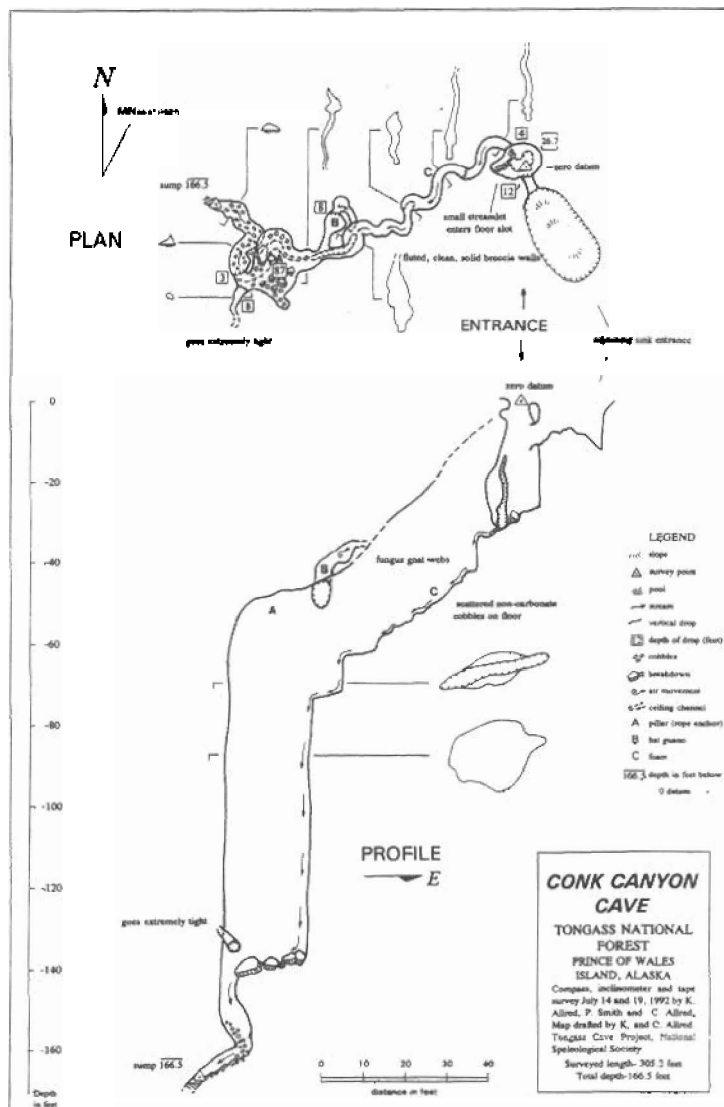 N
sump 166.5
PLAN
8
B
3
87
8
C
6
26.7
zero datum
12
small streamlet
enters floor slot
pool
fluted, clean, solid breccia walls
goes extremely tight
ENTRANCE
adjoining sink entrance
zero datum
0
-20
-40
-60
-80
-100
-120
-140
-160
Depth
in feet
B
fungus gnat webs
A
C
scattered non-carbonate
cobbles on floor
goes extremely tight
sump 166.5
PROFILE
E
0 10 20 30 40
distance in feet
LEGEND
slope
survey point
pool
stream
vertical drop
12 depth of drop (feet)
cobbles
breakdown
air movement
ceiling channel
A pillar (rope anchor)
B bat guano
C foam
166.5 depth in feet below
0 datum
CONK CANYON
CAVE
TONGASS NATIONAL
FOREST
PRINCE OF WALES
ISLAND, ALASKA
Compass, inclinometer and tape
survey July 14 and 19, 1992 by K.
Allred, P. Smith and C. Allred,
Map drafted by K. and C. Allred
Tongass Cave Project, National
Speleological Society
Surveyed length- 305.2 feet
Total depth-166.5 feet